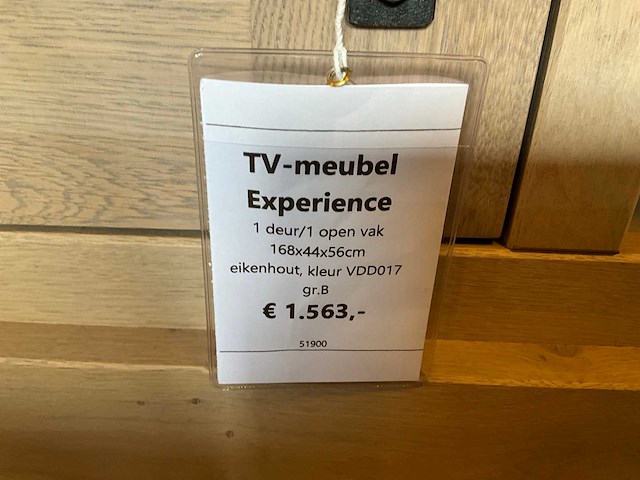 TV-meubel
Experience
1 deur/1 open vak
168x44x56cm
eikenhout, kleur VDD017
gr.B
€ 1.563,-
51900